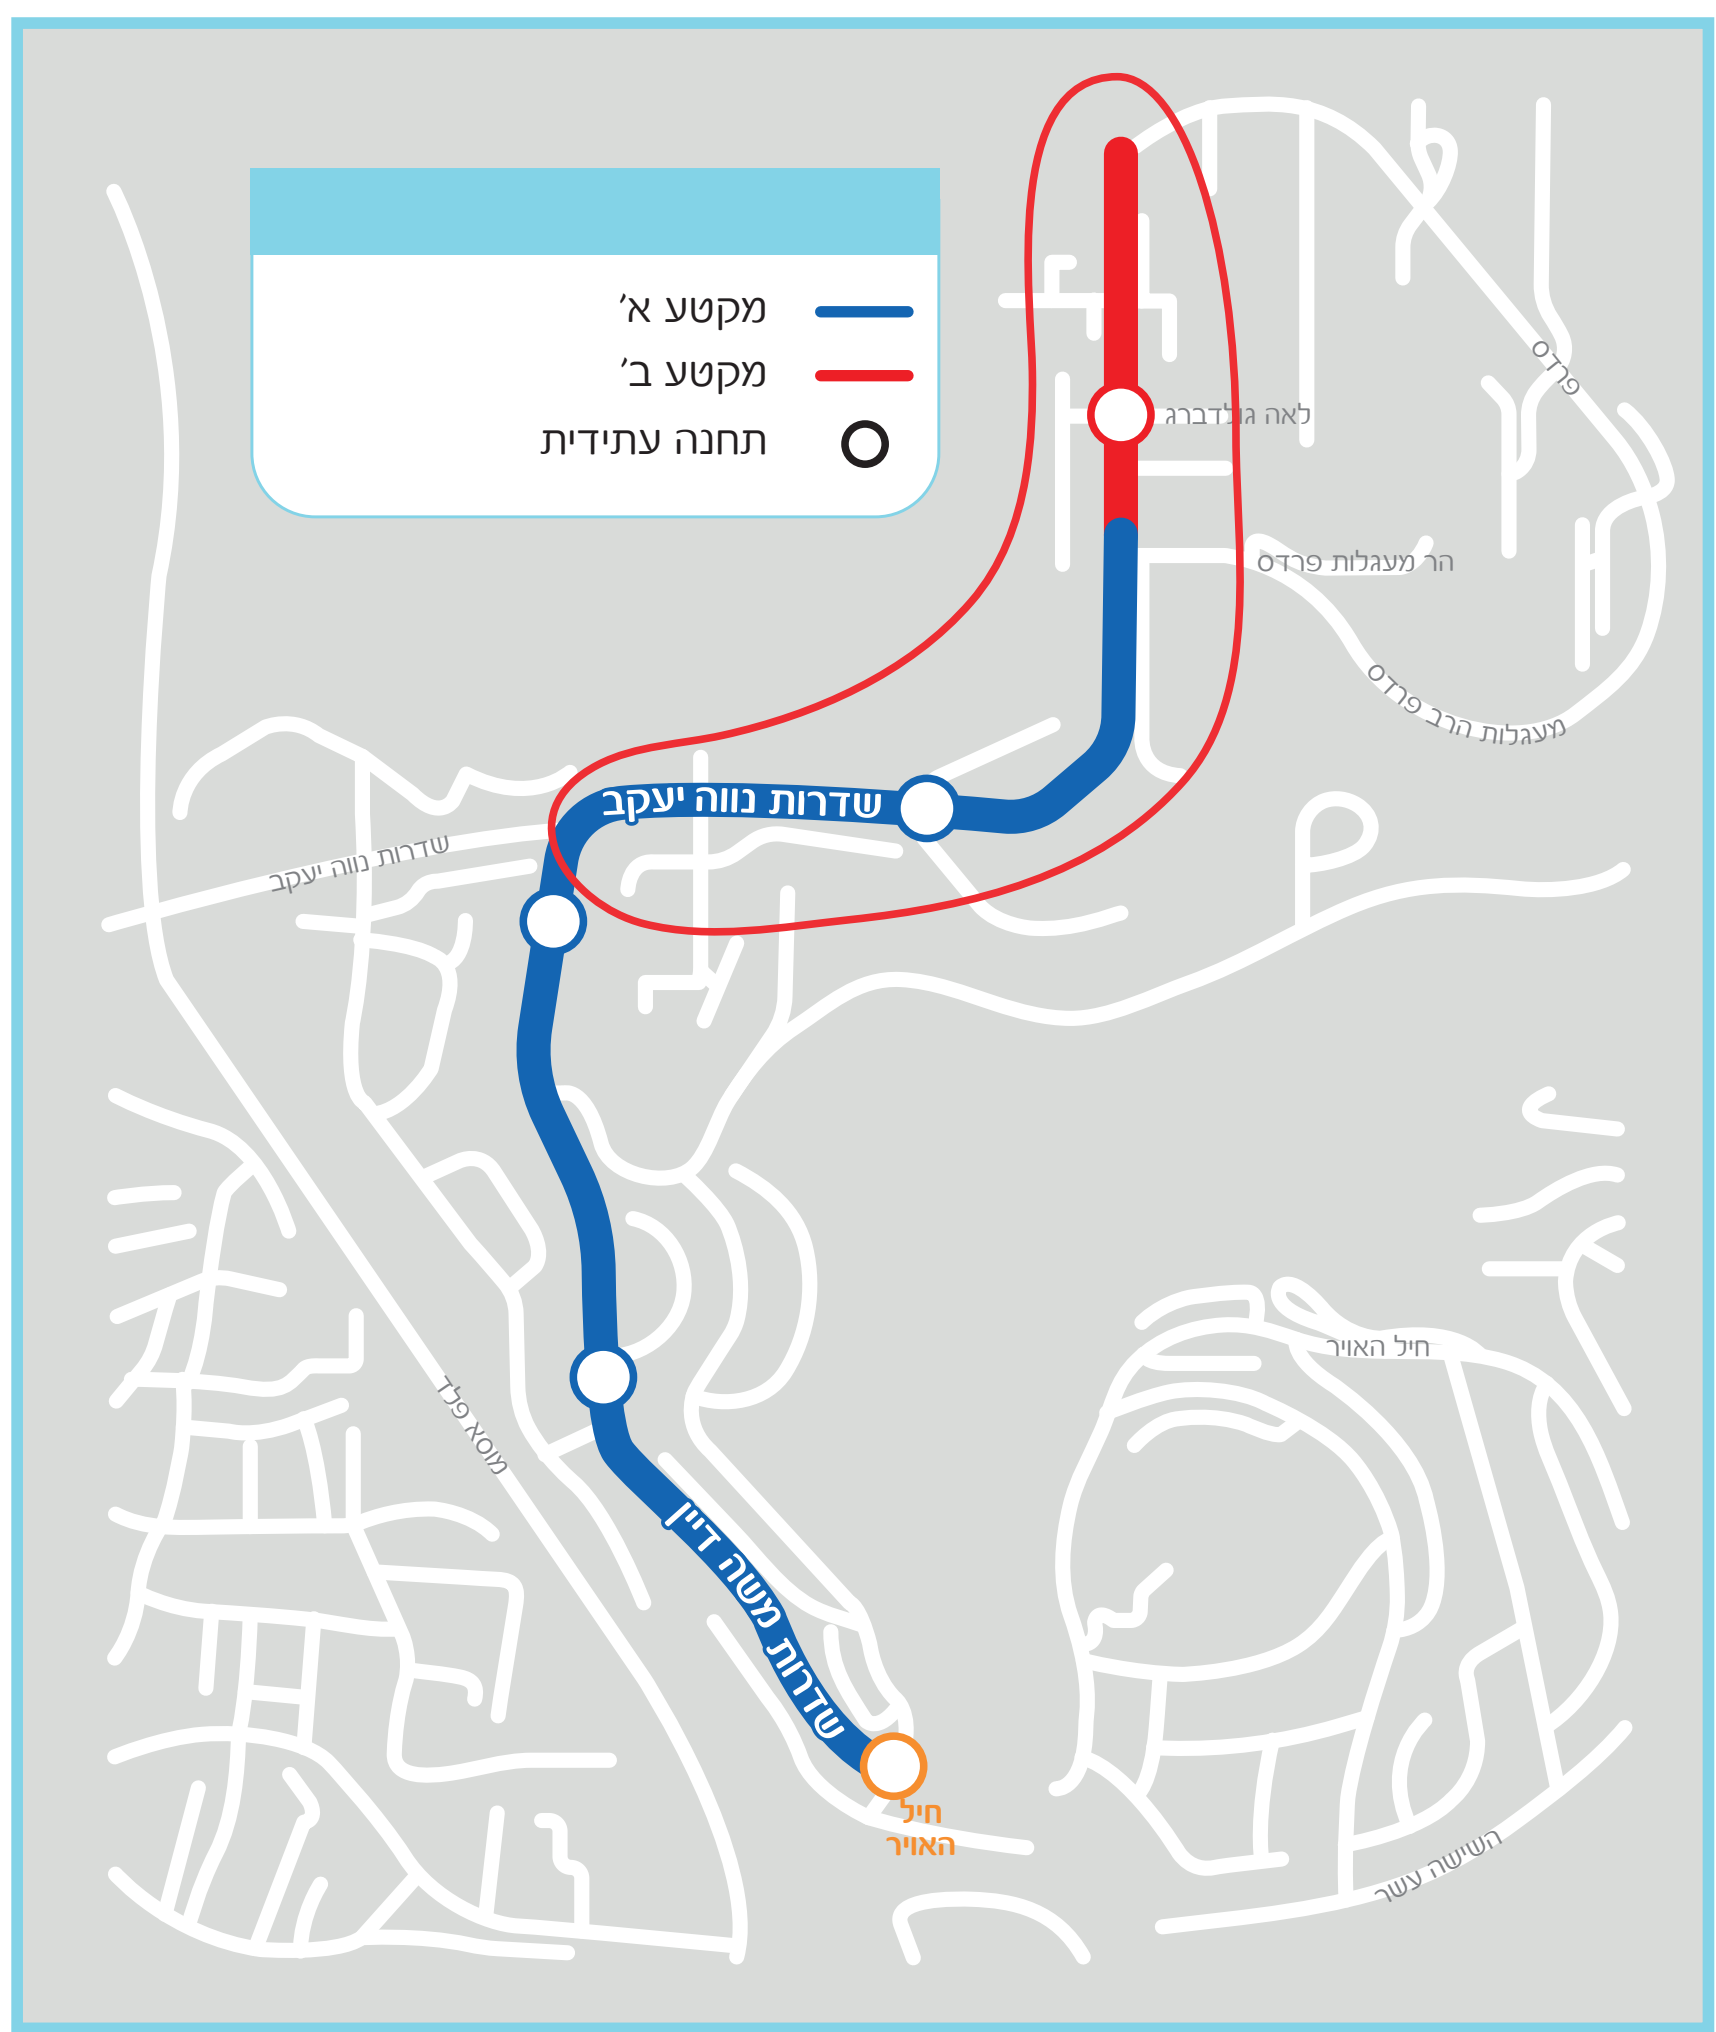 מקטע א'
מקטע ב'
תחנה עתידית
פרדס
לאה גולדברג
הר מעגלות פרדס
מעגלות הרב פרדס
שדרות נווה יעקב
שדרות נווה יעקב
חיל האויר
מוסא פלד
שדרות משה דיין
חיל
האויר
השישה עשר